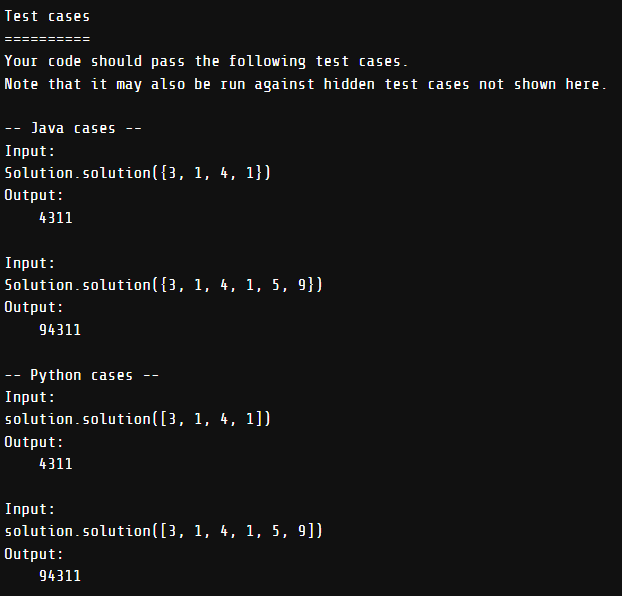 Test cases
==========
Your code should pass the following test cases.
Note that it may also be run against hidden test cases not shown here.

-- Java cases --
Input:
Solution.solution({3, 1, 4, 1})
Output:
    4311

Input:
Solution.solution({3, 1, 4, 1, 5, 9})
Output:
    94311

-- Python cases --
Input:
solution.solution([3, 1, 4, 1])
Output:
    4311

Input:
solution.solution([3, 1, 4, 1, 5, 9])
Output:
    94311